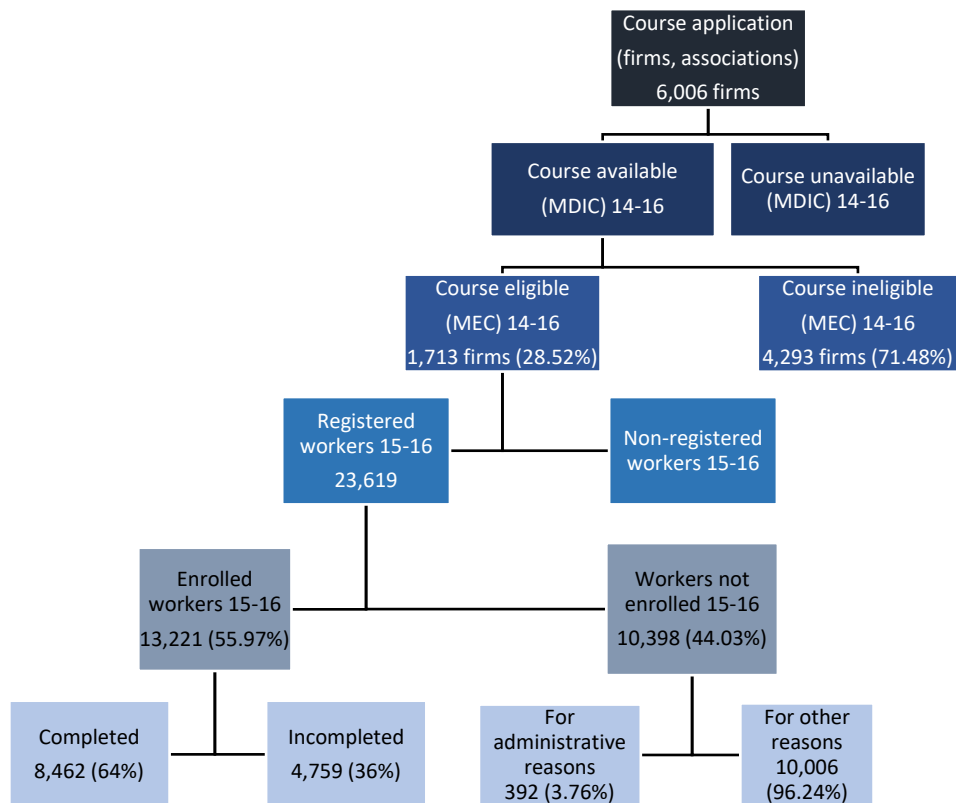 Course application
(firms, associations)
6,006 firms
Course available
(MDIC) 14-16
Course unavailable
(MDIC) 14-16
Course eligible
(MEC) 14-16
1,713 firms (28.52%)
Course ineligible
(MEC) 14-16
4,293 firms (71.48%)
Registered
workers 15-16
23,619
Non-registered
workers 15-16
Enrolled
workers 15-16
13,221 (55.97%)
Workers not
enrolled 15-16
10,398 (44.03%)
Completed
8,462 (64%)
Incompleted
4,759 (36%)
For
administrative
reasons
392 (3.76%)
For other
reasons
10,006
(96.24%)